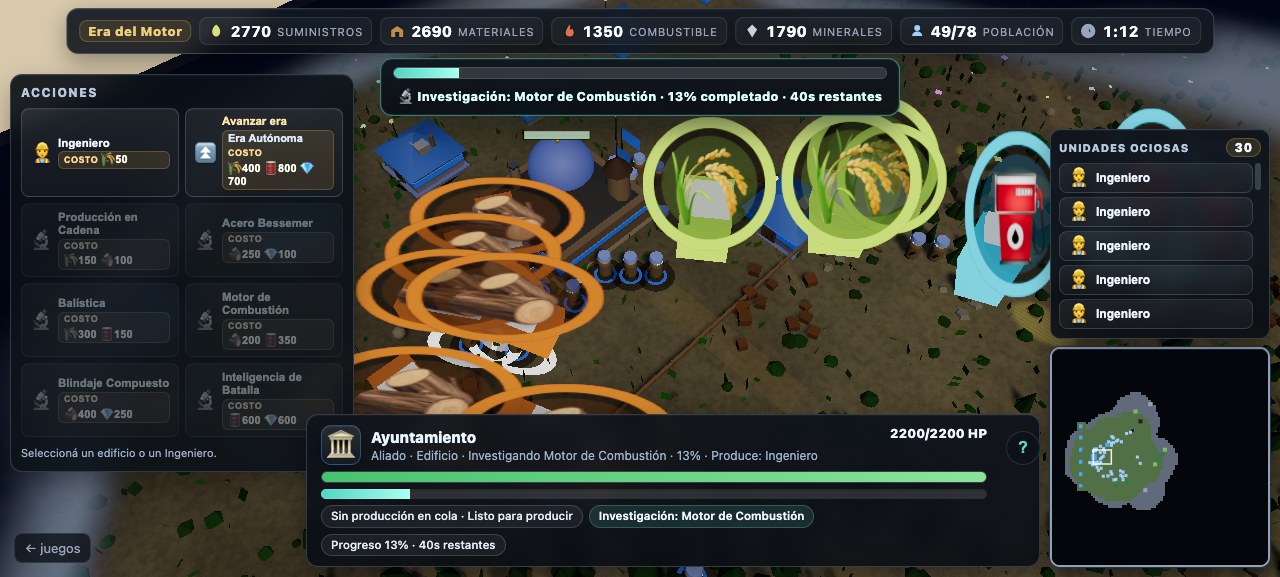 Era del Motor
2770 SUMINISTROS
2690 MATERIALES
1350 COMBUSTIBLE
1790 MINERALES
49/78 POBLACIÓN
1:12 TIEMPO
Investigación: Motor de Combustión · 13% completado · 40s restantes
ACCIONES
Ingeniero
COSTO 50
Avanzar era
Era Autónoma
COSTO
400 800
700
Producción en
Cadena
COSTO
150 100
Acero Bessemer
COSTO
250 100
Balística
COSTO
300 150
Motor de
Combustión
COSTO
200 350
Blindaje Compuesto
COSTO
400 250
Inteligencia de
Batalla
COSTO
600 600
Seleccioná un edificio o un Ingeniero.
← juegos
UNIDADES OCIOSAS 30
Ingeniero
Ingeniero
Ingeniero
Ingeniero
Ingeniero
Ayuntamiento
2200/2200 HP
?
Aliado · Edificio · Investigando Motor de Combustión · 13% · Produce: Ingeniero
Sin producción en cola · Listo para producir
Investigación: Motor de Combustión
Progreso 13% · 40s restantes